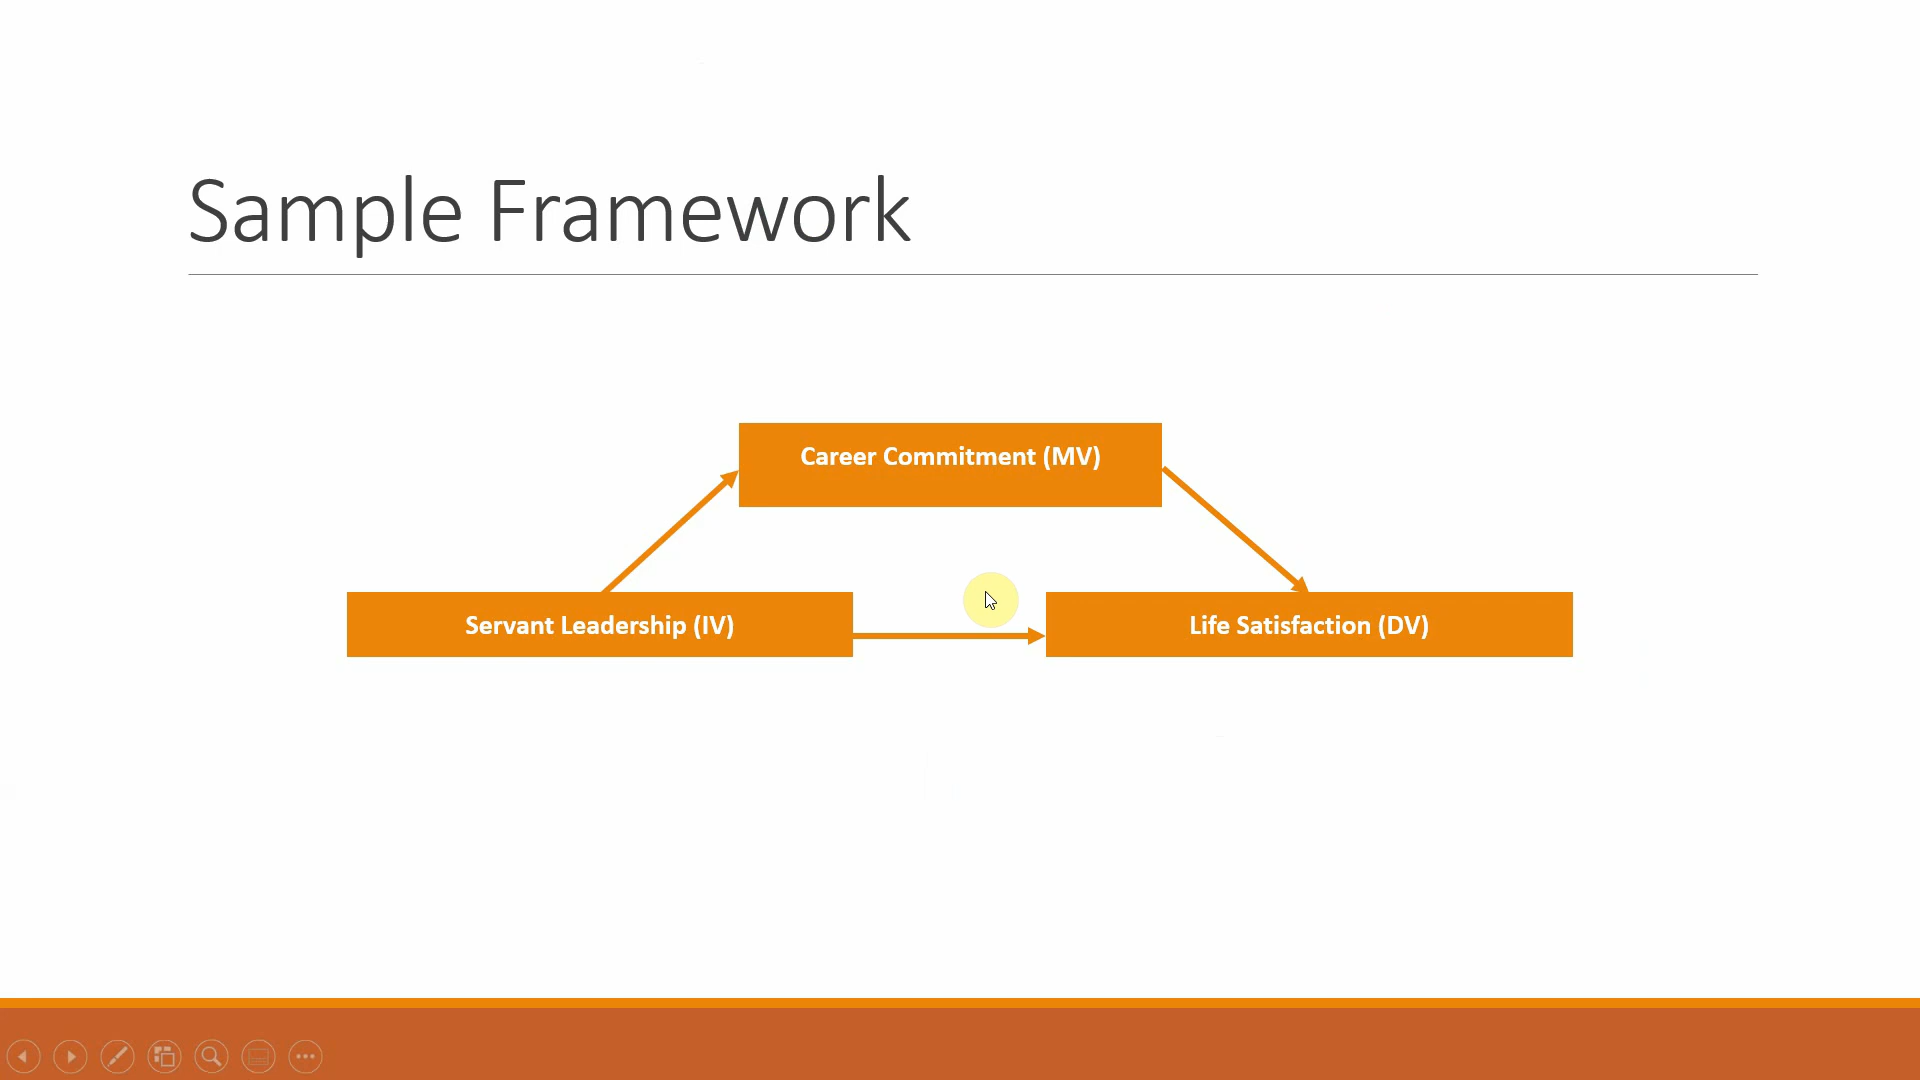 Sample Framework
Career Commitment (MV)
Servant Leadership (IV)
Life Satisfaction (DV)